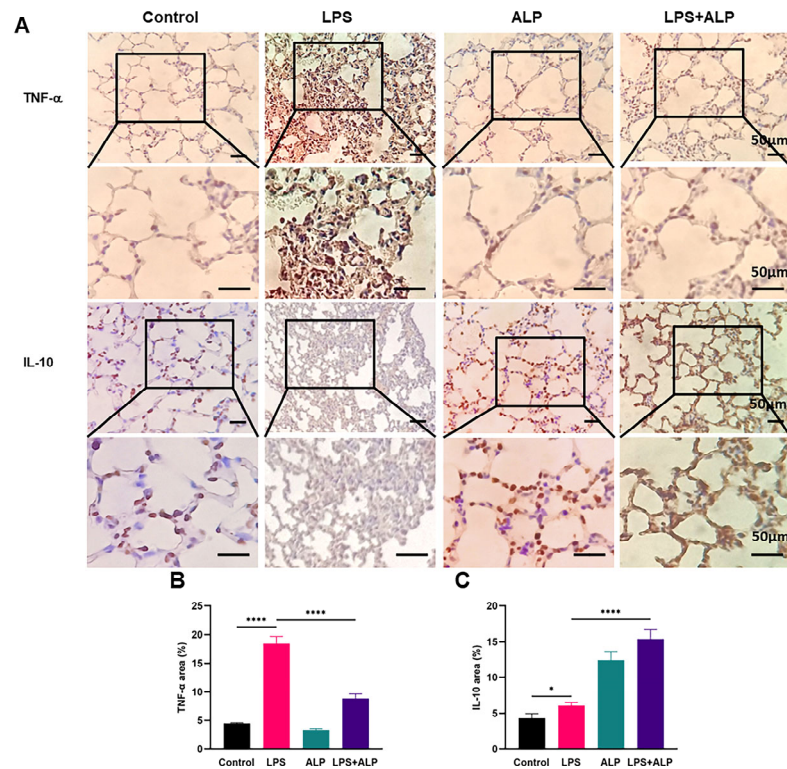 A
Control LPS ALP LPS+ALP
TNF-α
50μm
50μm
IL-10
50μm
50μm
B
TNF-α area (%)
25
20
15
10
5
0
**** ****
Control LPS ALP LPS+ALP
C
IL-10 area (%)
20
15
10
5
0
* ****
Control LPS ALP LPS+ALP